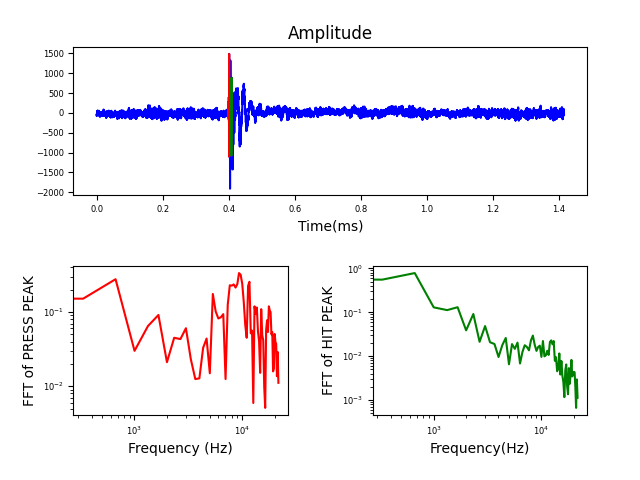 Amplitude
1500
1000
500
0
−500
−1000
−1500
−2000
0.0 0.2 0.4 0.6 0.8 1.0 1.2 1.4
Time(ms)
FFT of PRESS PEAK
10⁻¹
10⁻²
10³ 10⁴
Frequency (Hz)
FFT of HIT PEAK
10⁰
10⁻¹
10⁻²
10⁻³
10³ 10⁴
Frequency(Hz)